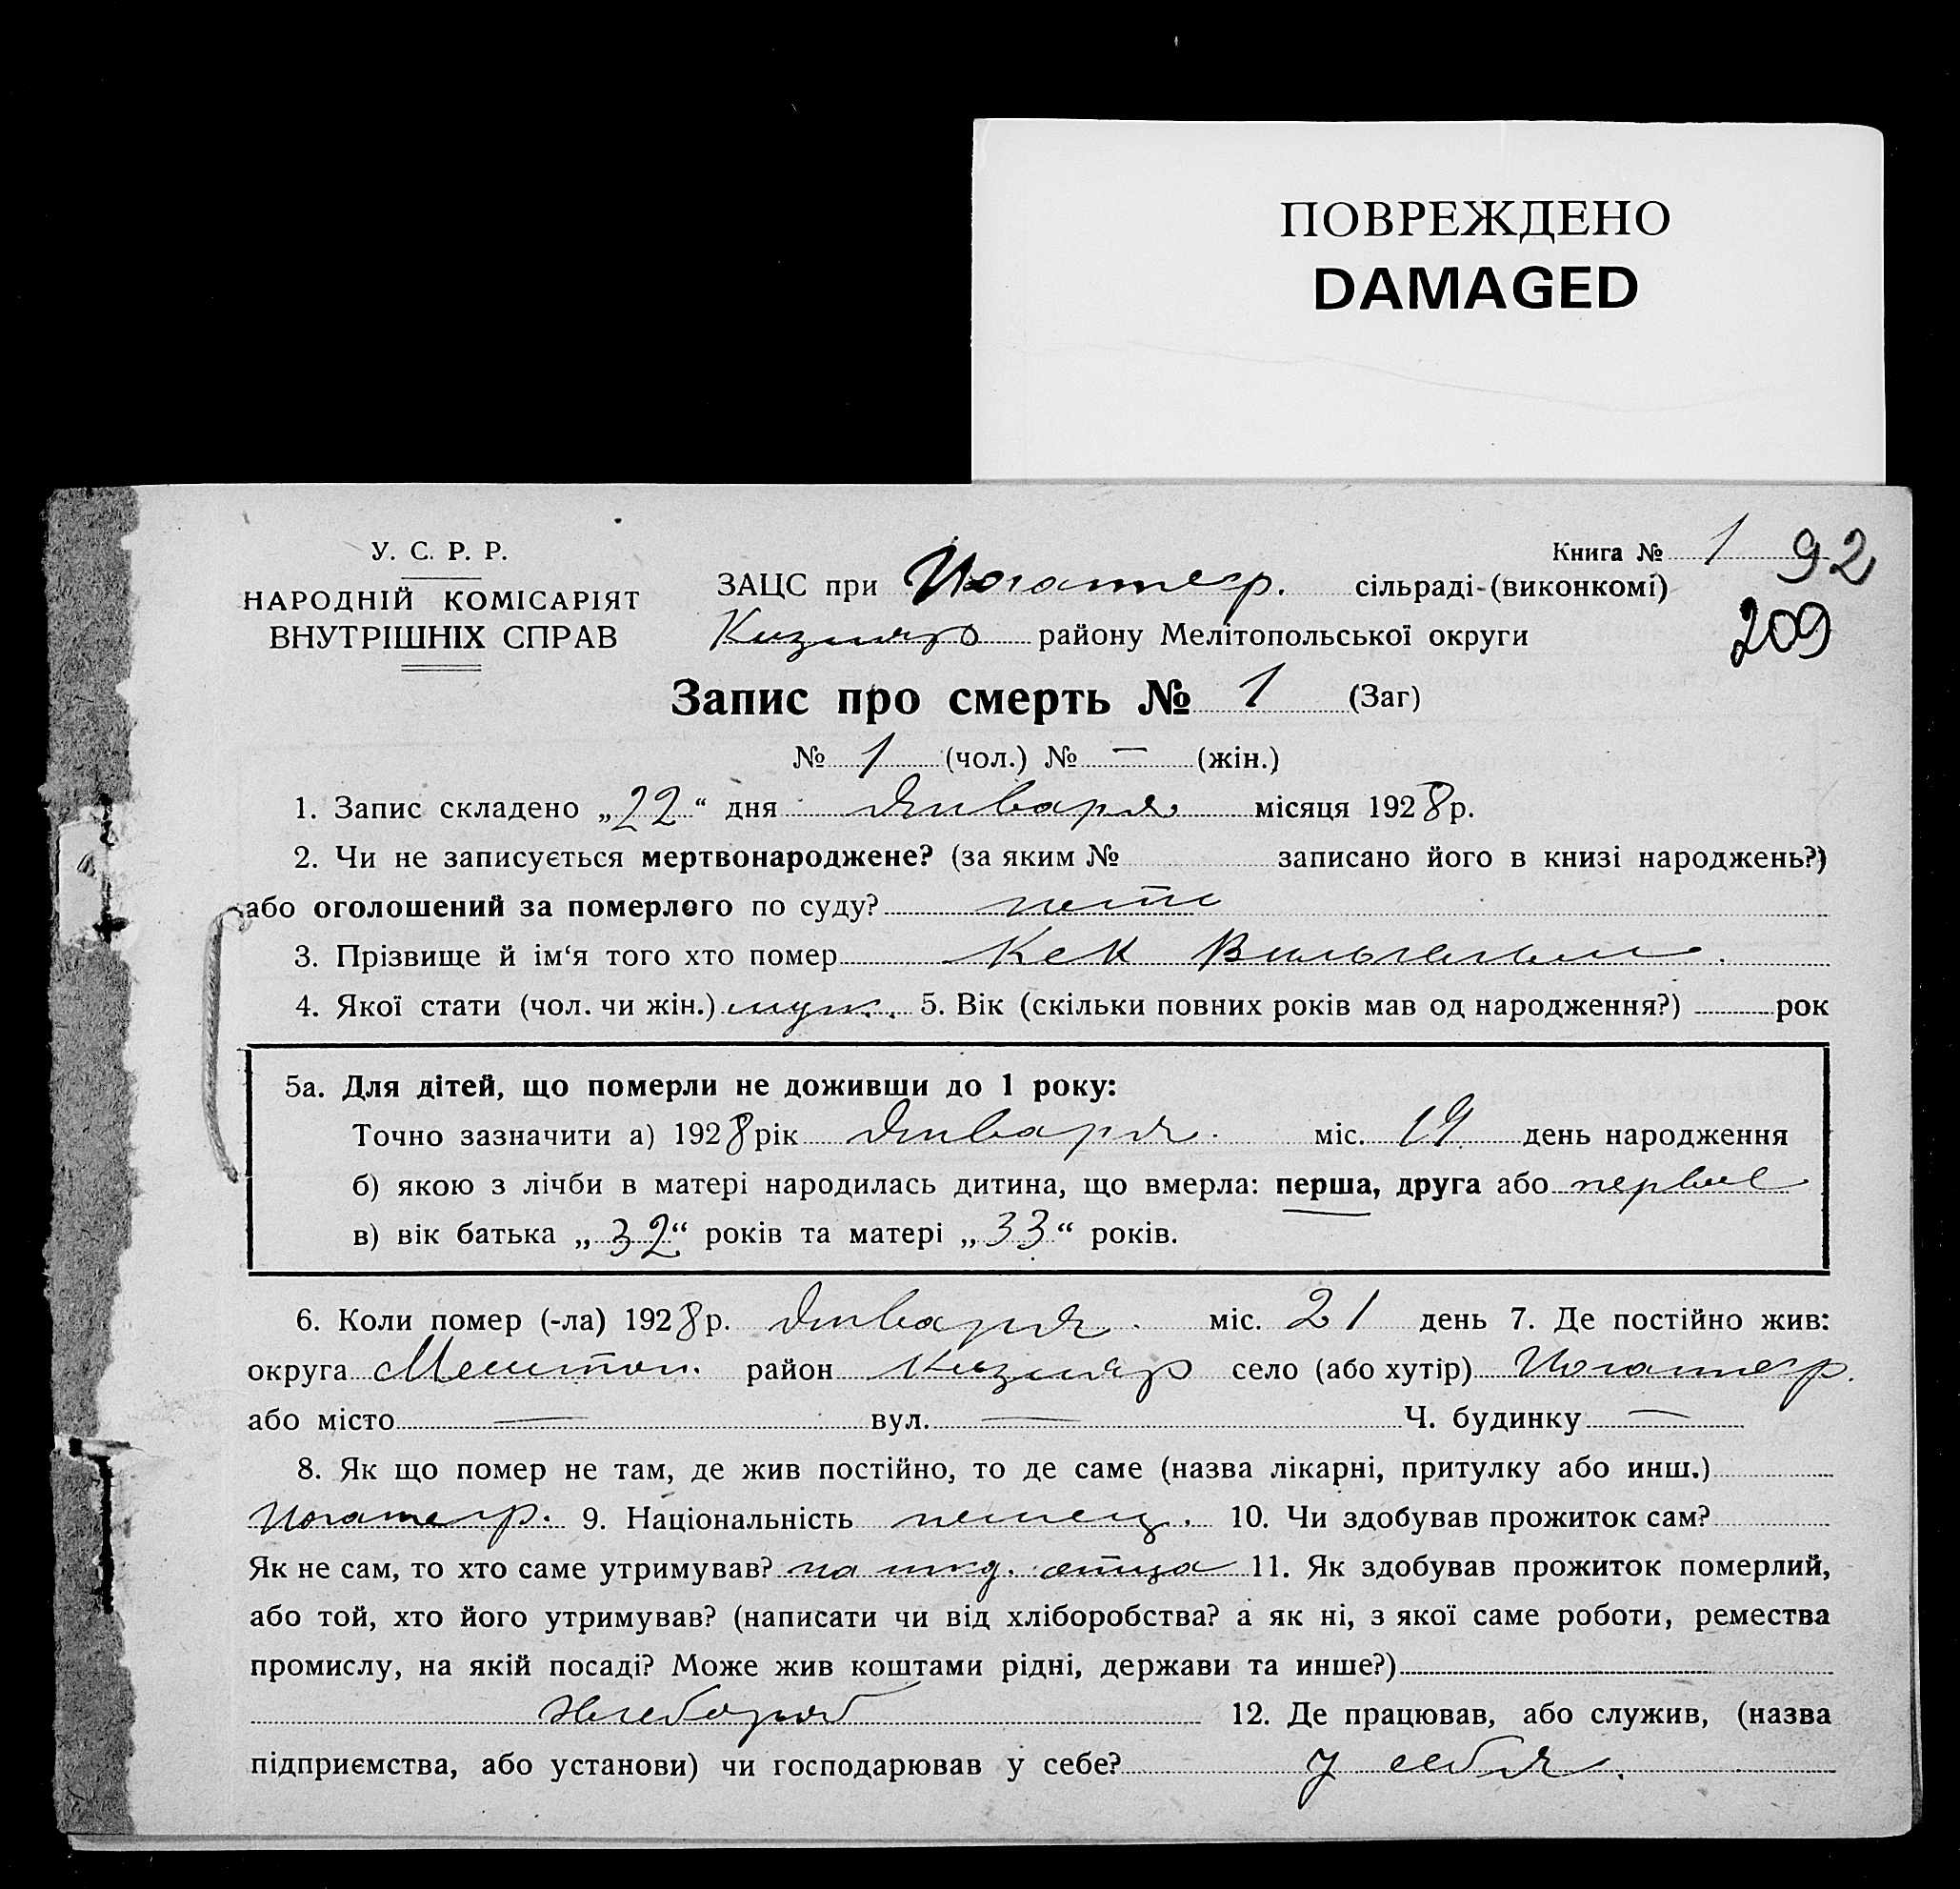 ПОВРЕЖДЕНО
DAMAGED
У. С. Р. Р.
НАРОДНІЙ КОМІСАРІЯТ
ВНУТРІШНІХ СПРАВ
Книга № 1 92
209
ЗАЦС при сільраді-(виконкомі)
Кизлияр району Мелітопольської округи
Запис про смерть № 1 (Заг)
№ 1 (чол.) № — (жін.)
1. Запис складено „22“ дня Января місяця 1928 р.
2. Чи не записується мертвонароджене? (за яким № записано його в книзі народжень?)
або оголошений за померлого по суду? нетъ
3. Прізвище й ім‘я того хто помер Кек Вильгельм.
4. Якої стати (чол. чи жін.) муж. 5. Вік (скільки повних років мав од народження?) рок
5а. Для дітей, що померли не доживши до 1 року:
Точно зазначити а) 1928 рік Января. міс. 19 день народження
б) якою з лічби в матері народилась дитина, що вмерла: перша, друга або первые
в) вік батька „32“ років та матері „33“ років.
6. Коли помер (-ла) 1928 р. Января. міс. 21 день 7. Де постійно жив:
округа Мелитоп. район Кизлияр село (або хутір)
або місто — вул. — Ч. будинку —
8. Як що помер не там, де жив постійно, то де саме (назва лікарні, притулку або инш.)
9. Національність немец. 10. Чи здобував прожиток сам?
Як не сам, то хто саме утримував? на ижд. отца 11. Як здобував прожиток померлий,
або той, хто його утримував? (написати чи від хліборобства? а як ні, з якої саме роботи, ремества
промислу, на якій посаді? Може жив коштами рідні, держави та инше?)
Хлебороб 12. Де працював, або служив, (назва
підприємства, або установи) чи господарював у себе? у себя.